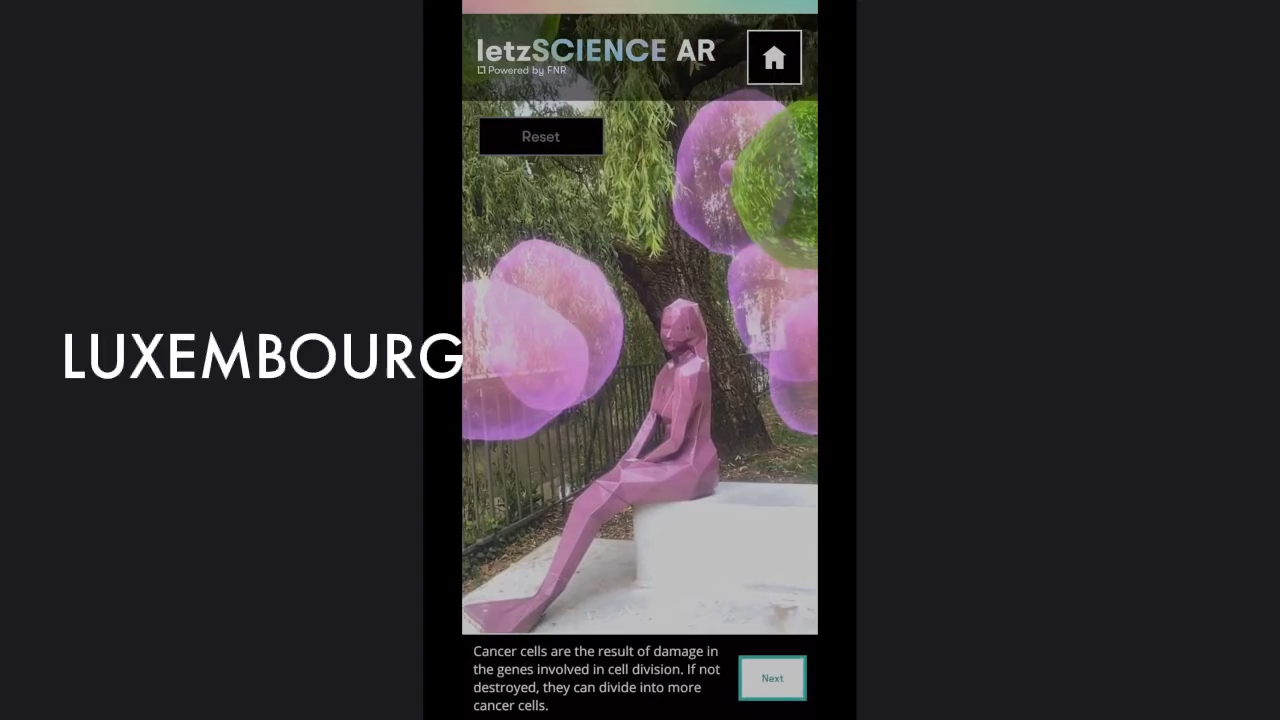 letzSCIENCE AR
Powered by FNR
Reset
LUXEMBOURG
Cancer cells are the result of damage in
the genes involved in cell division. If not
destroyed, they can divide into more
cancer cells.
Next